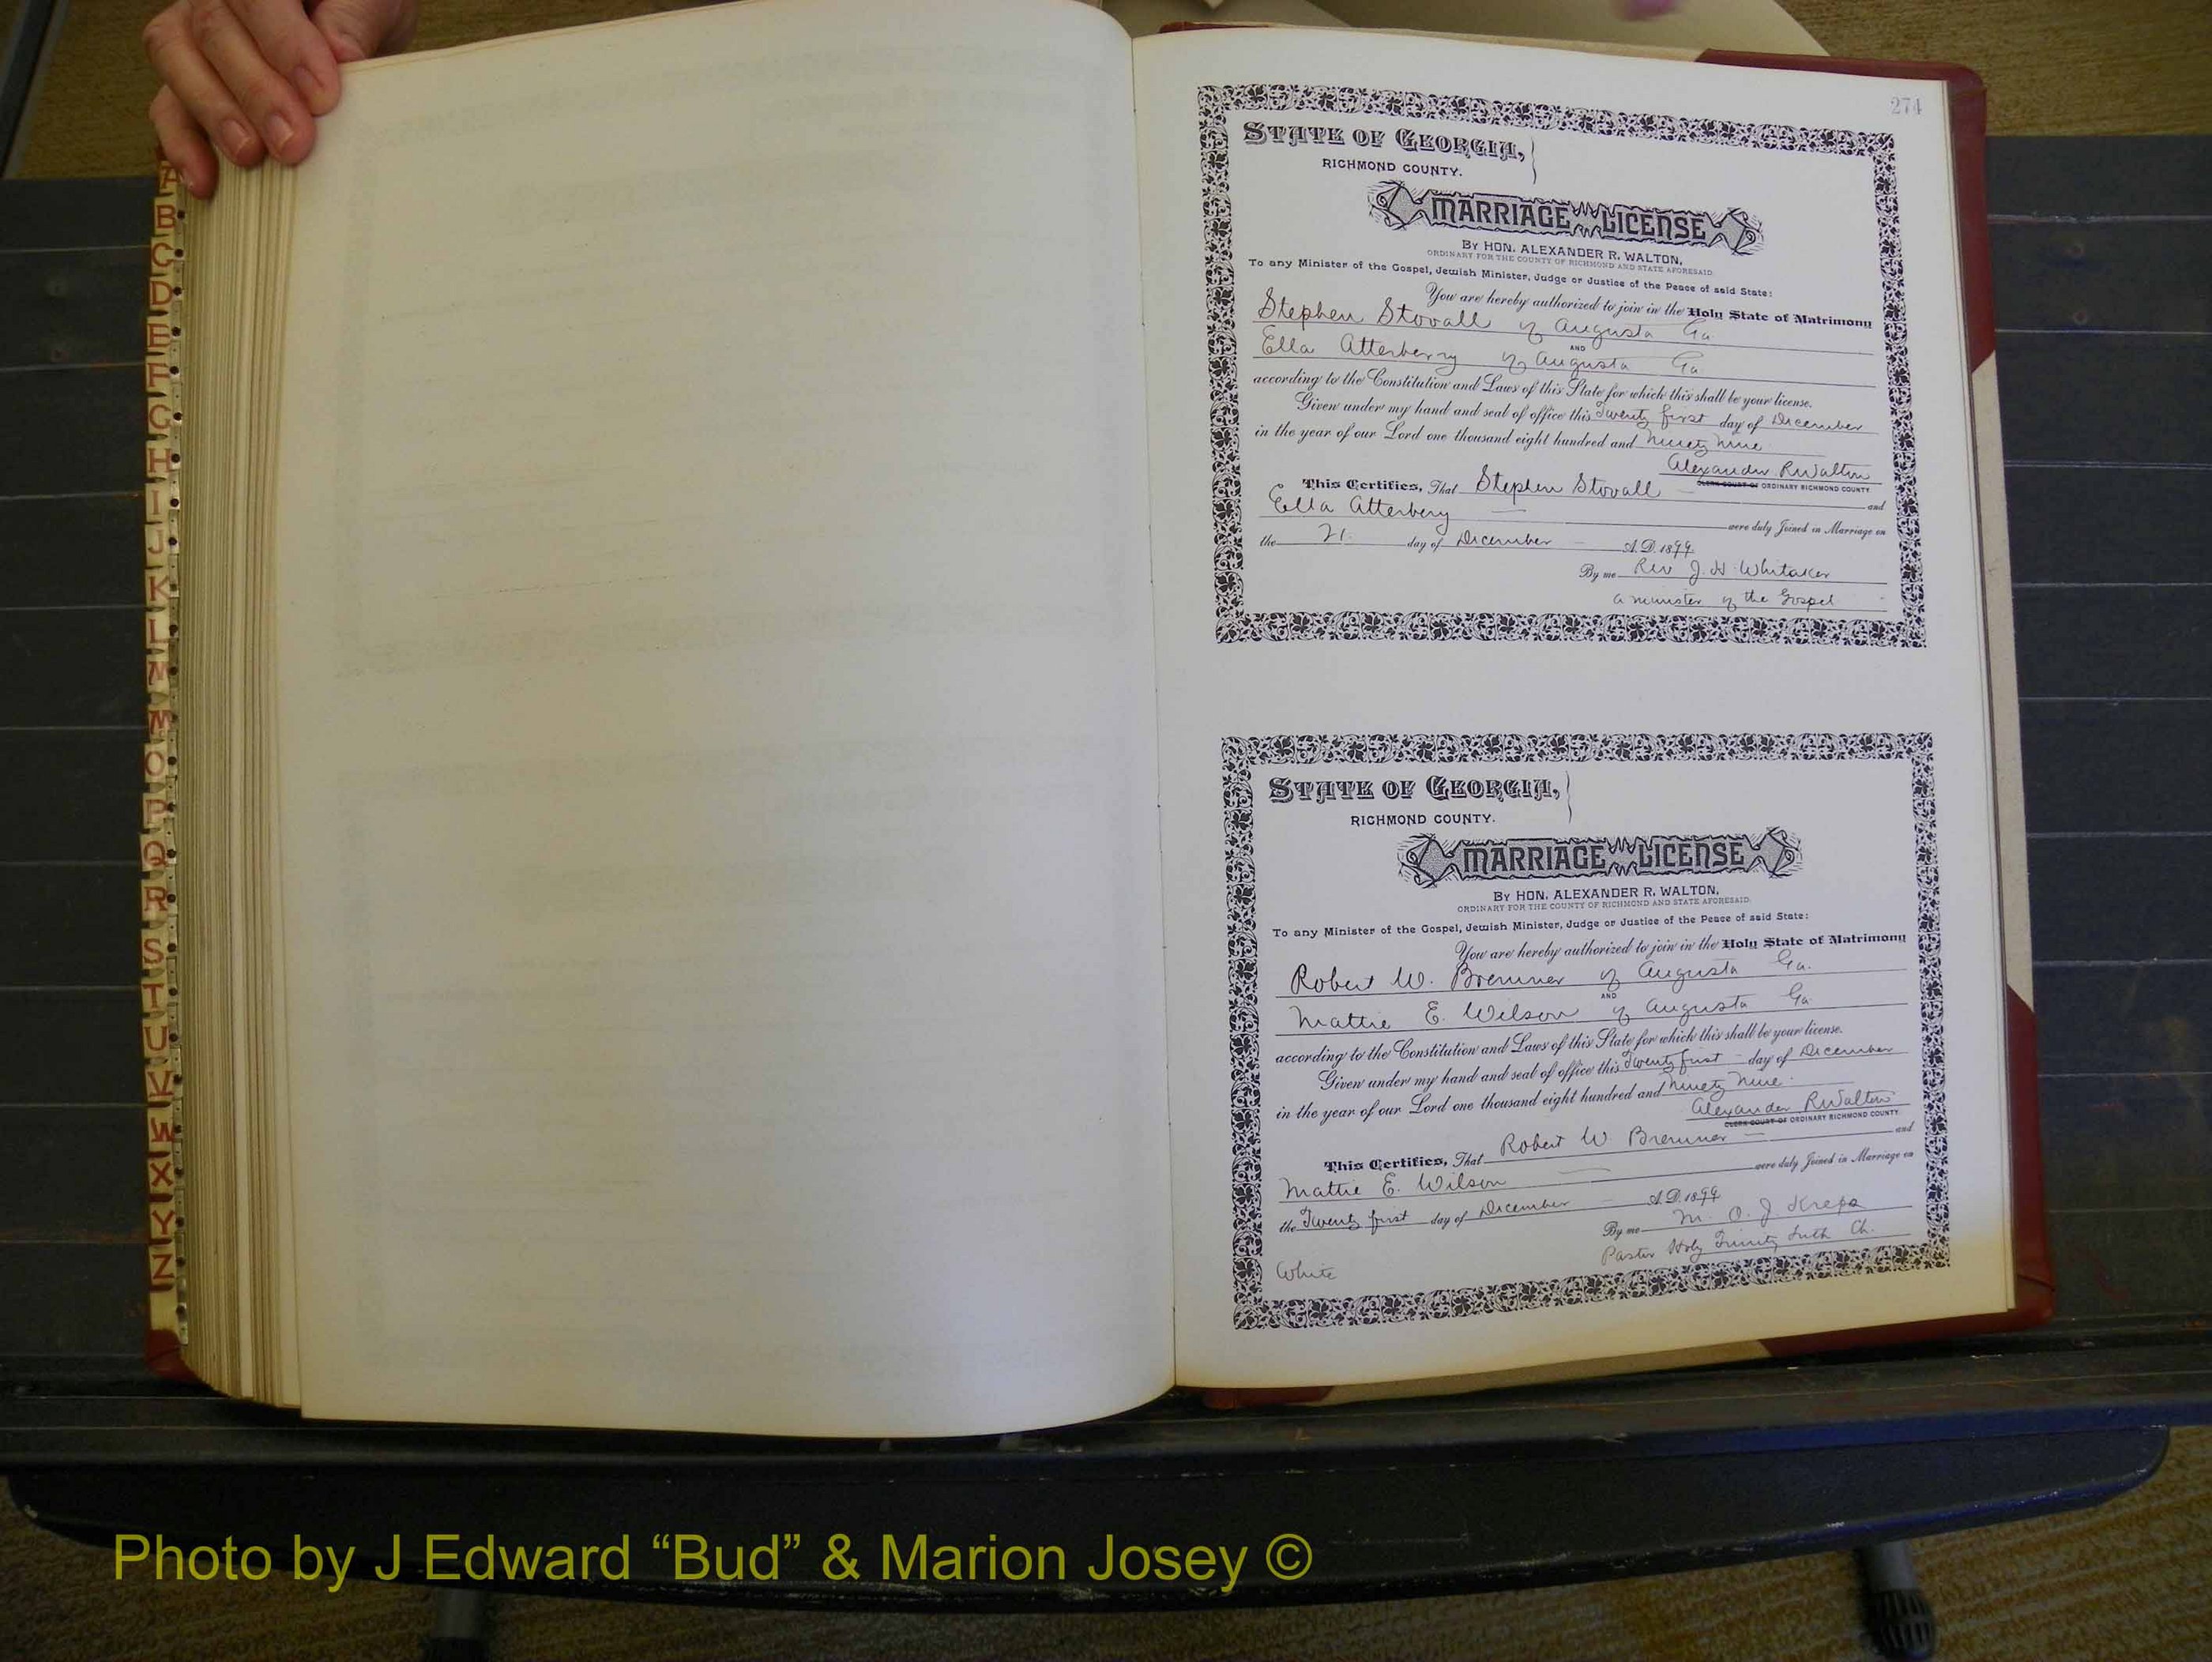 274
STATE OF GEORGIA,
RICHMOND COUNTY.
MARRIAGE LICENSE
BY HON. ALEXANDER R. WALTON,
ORDINARY FOR THE COUNTY OF RICHMOND AND STATE AFORESAID.
To any Minister of the Gospel, Jewish Minister, Judge or Justice of the Peace of said State:
You are hereby authorized to join in the Holy State of Matrimony
Stephen Stovall of Augusta Ga.
AND
Ella Atterberry of Augusta Ga
according to the Constitution and Laws of this State for which this shall be your license.
Given under my hand and seal of office this Twenty first day of December
in the year of our Lord one thousand eight hundred and Ninety Nine
Alexander R Walton
CLERK COURT OF ORDINARY RICHMOND COUNTY
This Certifies, That Stephen Stovall and
Ella Atterbery were duly Joined in Marriage on
the 21. day of December A. D. 1899
By me Rev J. H. Whitaker
a minister of the Gospel
STATE OF GEORGIA,
RICHMOND COUNTY.
MARRIAGE LICENSE
BY HON. ALEXANDER R. WALTON,
ORDINARY FOR THE COUNTY OF RICHMOND AND STATE AFORESAID.
To any Minister of the Gospel, Jewish Minister, Judge or Justice of the Peace of said State:
You are hereby authorized to join in the Holy State of Matrimony
Robert W. Bremner of Augusta Ga.
AND
Mattie E. Wilson of Augusta Ga.
according to the Constitution and Laws of this State for which this shall be your license.
Given under my hand and seal of office this Twenty first day of December
in the year of our Lord one thousand eight hundred and Ninety Nine.
Alexander R Walton
CLERK COURT OF ORDINARY RICHMOND COUNTY.
This Certifies, That Robert W. Bremner and
Mattie E. Wilson were duly Joined in Marriage on
the Twenty first day of December A. D. 1899
By me M. O. J Kreps
Pastor Holy Trinity Luth Ch.
White
A
B
C
D
E
F
G
H
I
J
K
L
N
M
O
P
Q
R
S
T
U
V
W
X
Y
Z
Photo by J Edward “Bud” & Marion Josey ©